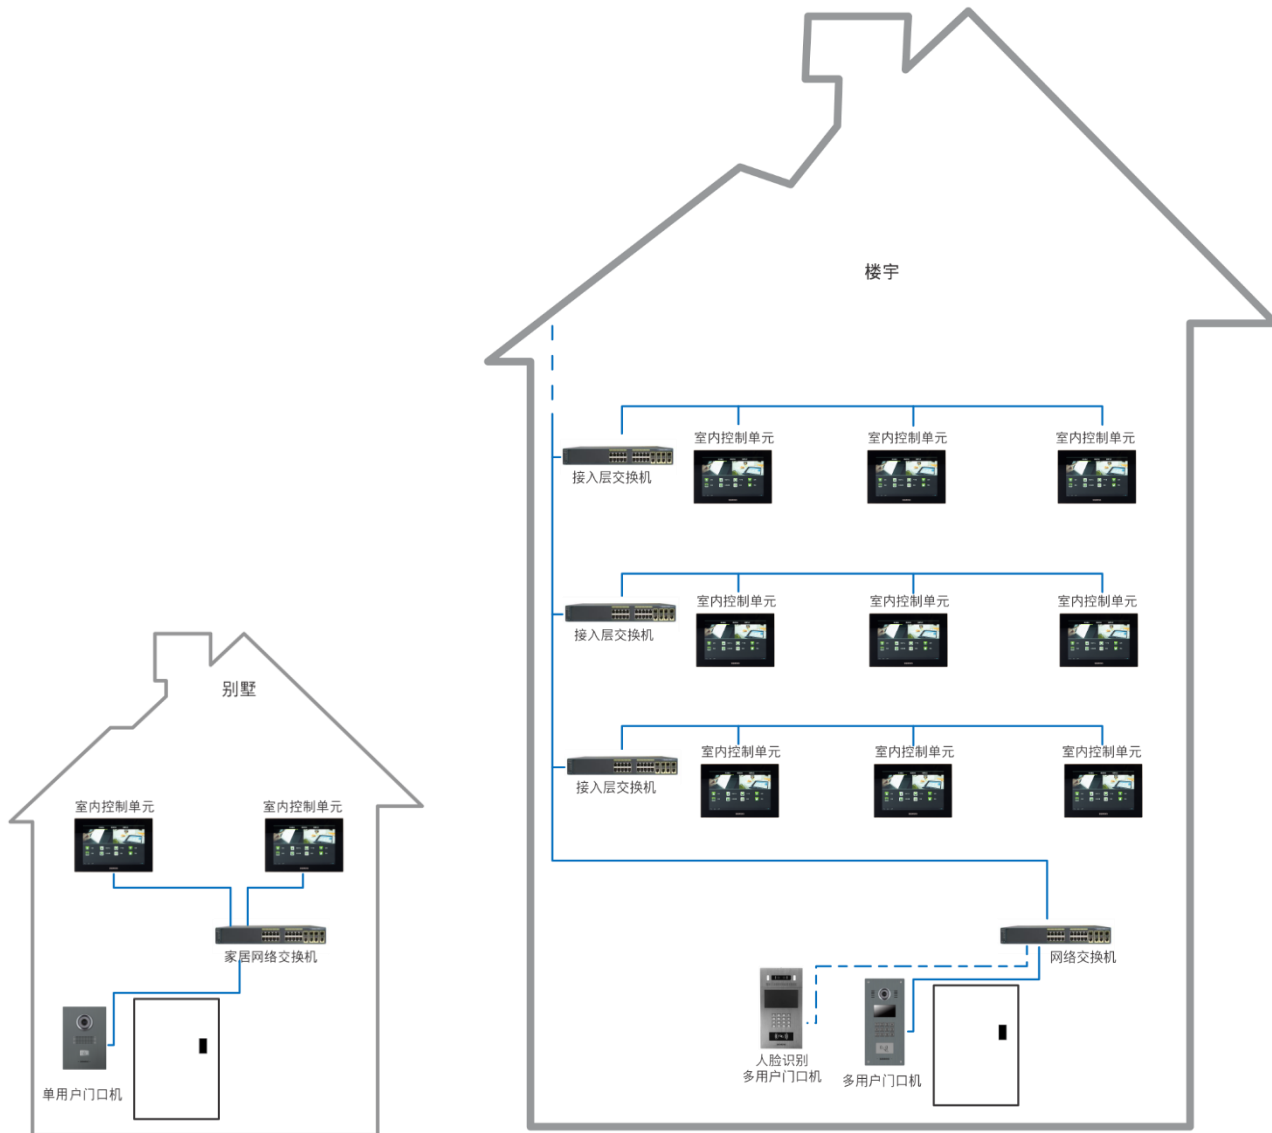 楼宇
室内控制单元
室内控制单元
室内控制单元
接入层交换机
室内控制单元
室内控制单元
室内控制单元
接入层交换机
室内控制单元
室内控制单元
室内控制单元
接入层交换机
网络交换机
人脸识别
多用户门口机
多用户门口机
别墅
室内控制单元
室内控制单元
家居网络交换机
单用户门口机